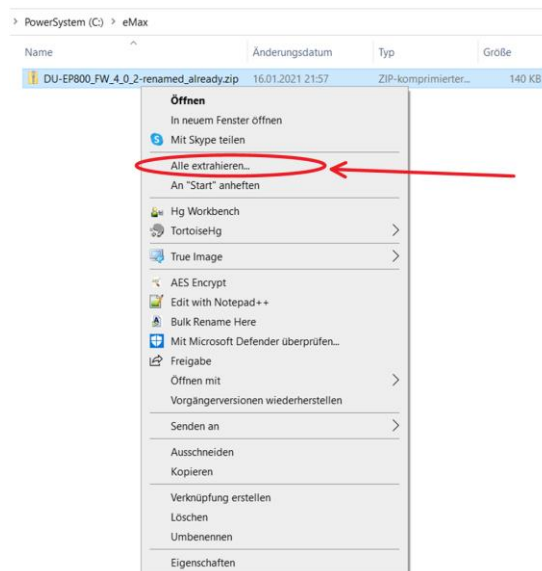 PowerSystem (C:) > eMax
Name Änderungsdatum Typ Größe
DU-EP800_FW_4_0_2-renamed_already.zip 16.01.2021 21:57 ZIP-komprimierter... 140 KB
Öffnen
In neuem Fenster öffnen
Mit Skype teilen
Alle extrahieren...
An "Start" anheften
Hg Workbench
TortoiseHg
True Image
AES Encrypt
Edit with Notepad++
Bulk Rename Here
Mit Microsoft Defender überprüfen...
Freigabe
Öffnen mit
Vorgängerversionen wiederherstellen
Senden an
Ausschneiden
Kopieren
Verknüpfung erstellen
Löschen
Umbenennen
Eigenschaften